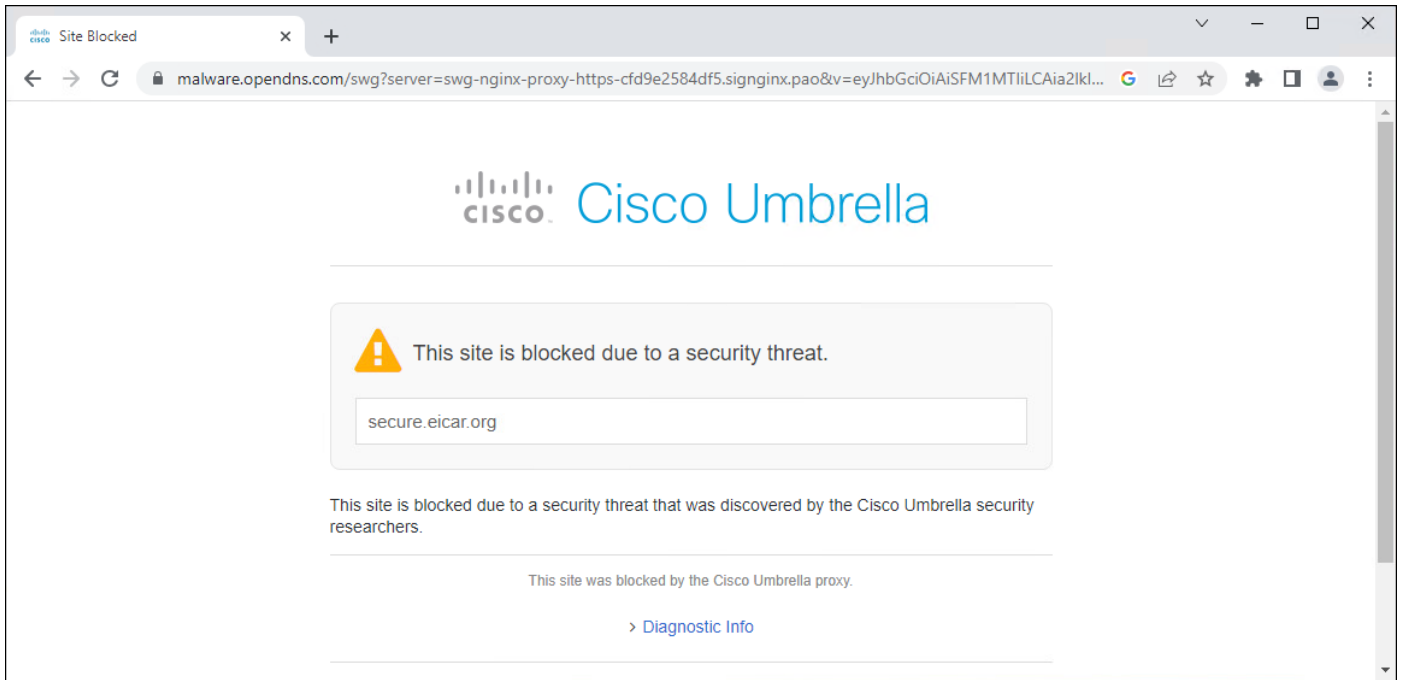 Site Blocked
malware.opendns.com/swg?server=swg-nginx-proxy-https-cfd9e2584df5.signginx.pao&v=eyJhbGciOiAiSFM1MTIiLCAia2lkI...
CISCO Cisco Umbrella
This site is blocked due to a security threat.
secure.eicar.org
This site is blocked due to a security threat that was discovered by the Cisco Umbrella security
researchers.
This site was blocked by the Cisco Umbrella proxy.
> Diagnostic Info